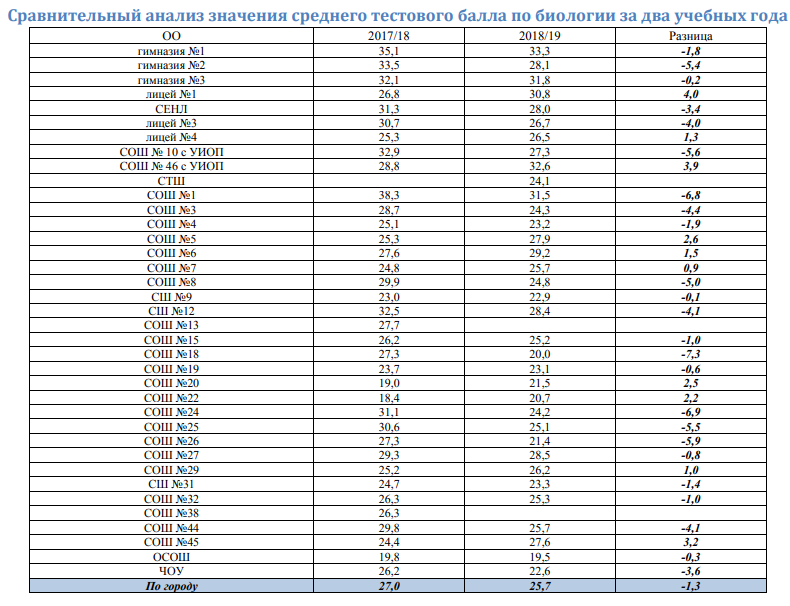 Сравнительный анализ значения среднего тестового балла по биологии за два учебных года
ОО 2017/18 2018/19 Разница
гимназия №1 35,1 33,3 -1,8
гимназия №2 33,5 28,1 -5,4
гимназия №3 32,1 31,8 -0,2
лицей №1 26,8 30,8 4,0
СЕНЛ 31,3 28,0 -3,4
лицей №3 30,7 26,7 -4,0
лицей №4 25,3 26,5 1,3
СОШ № 10 с УИОП 32,9 27,3 -5,6
СОШ № 46 с УИОП 28,8 32,6 3,9
СТШ 24,1
СОШ №1 38,3 31,5 -6,8
СОШ №3 28,7 24,3 -4,4
СОШ №4 25,1 23,2 -1,9
СОШ №5 25,3 27,9 2,6
СОШ №6 27,6 29,2 1,5
СОШ №7 24,8 25,7 0,9
СОШ №8 29,9 24,8 -5,0
СШ №9 23,0 22,9 -0,1
СШ №12 32,5 28,4 -4,1
СОШ №13 27,7
СОШ №15 26,2 25,2 -1,0
СОШ №18 27,3 20,0 -7,3
СОШ №19 23,7 23,1 -0,6
СОШ №20 19,0 21,5 2,5
СОШ №22 18,4 20,7 2,2
СОШ №24 31,1 24,2 -6,9
СОШ №25 30,6 25,1 -5,5
СОШ №26 27,3 21,4 -5,9
СОШ №27 29,3 28,5 -0,8
СОШ №29 25,2 26,2 1,0
СШ №31 24,7 23,3 -1,4
СОШ №32 26,3 25,3 -1,0
СОШ №38 26,3
СОШ №44 29,8 25,7 -4,1
СОШ №45 24,4 27,6 3,2
ОСОШ 19,8 19,5 -0,3
ЧОУ 26,2 22,6 -3,6
По городу 27,0 25,7 -1,3